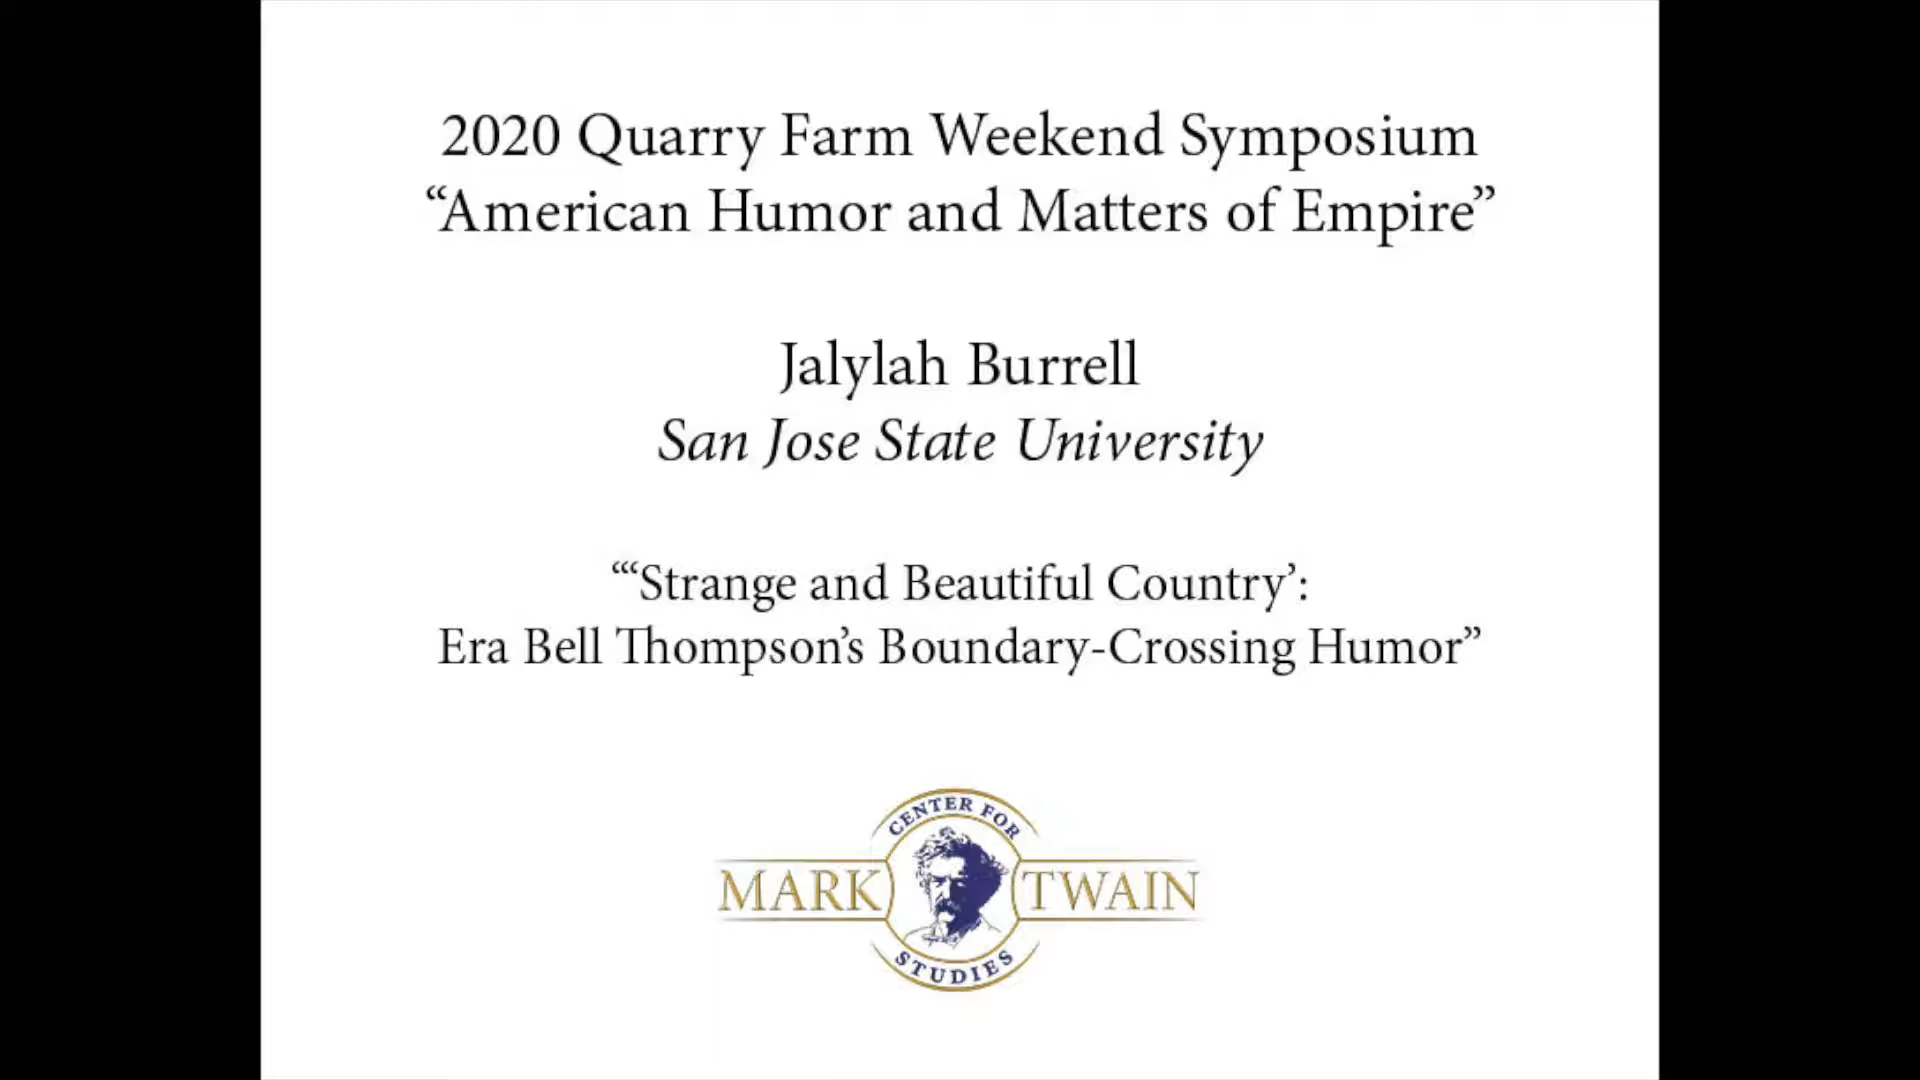 2020 Quarry Farm Weekend Symposium
“American Humor and Matters of Empire”
Jalylah Burrell
San Jose State University
“‘Strange and Beautiful Country’:
Era Bell Thompson’s Boundary-Crossing Humor”
CENTER FOR
MARK TWAIN
STUDIES